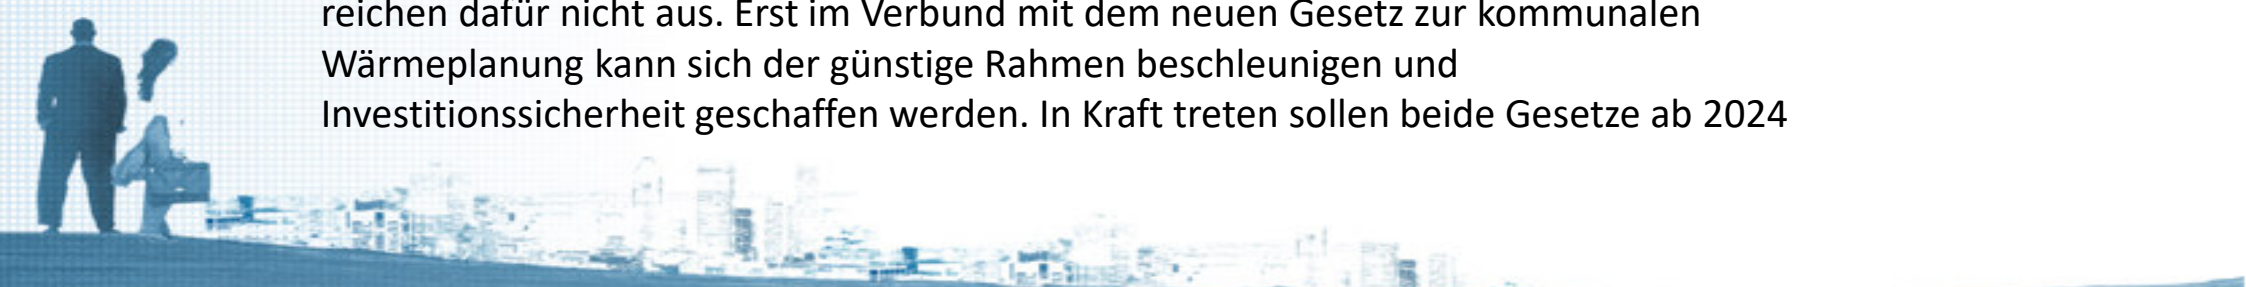 reichen dafür nicht aus. Erst im Verbund mit dem neuen Gesetz zur kommunalen
Wärmeplanung kann sich der günstige Rahmen beschleunigen und
Investitionssicherheit geschaffen werden. In Kraft treten sollen beide Gesetze ab 2024